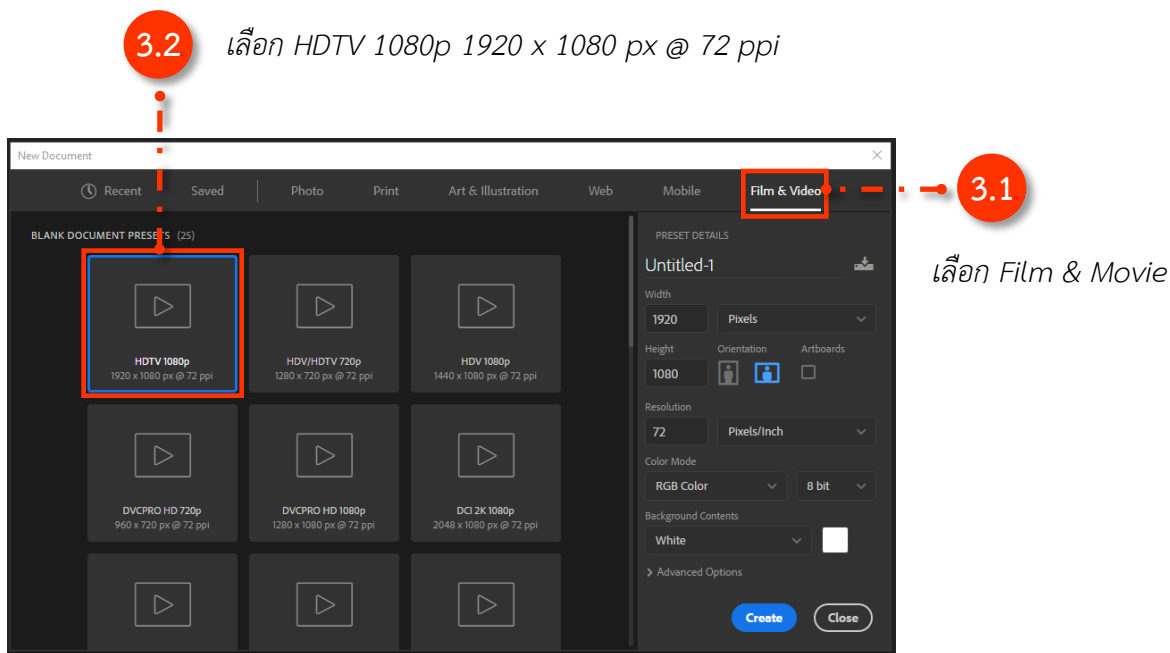 3.2
เลือก HDTV 1080p 1920 x 1080 px @ 72 ppi
New Document
Recent Saved Photo Print Art & Illustration Web Mobile Film & Video
3.1
เลือก Film & Movie
BLANK DOCUMENT PRESETS (25)
HDTV 1080p
1920 x 1080 px @ 72 ppi
HDV/HDTV 720p
1280 x 720 px @ 72 ppi
HDV 1080p
1440 x 1080 px @ 72 ppi
DVCPRO HD 720p
960 x 720 px @ 72 ppi
DVCPRO HD 1080p
1280 x 1080 px @ 72 ppi
DCI 2K 1080p
2048 x 1080 px @ 72 ppi
PRESET DETAILS
Untitled-1
Width
1920 Pixels
Height Orientation Artboards
1080
Resolution
72 Pixels/Inch
Color Mode
RGB Color 8 bit
Background Contents
White
Advanced Options
Create Close